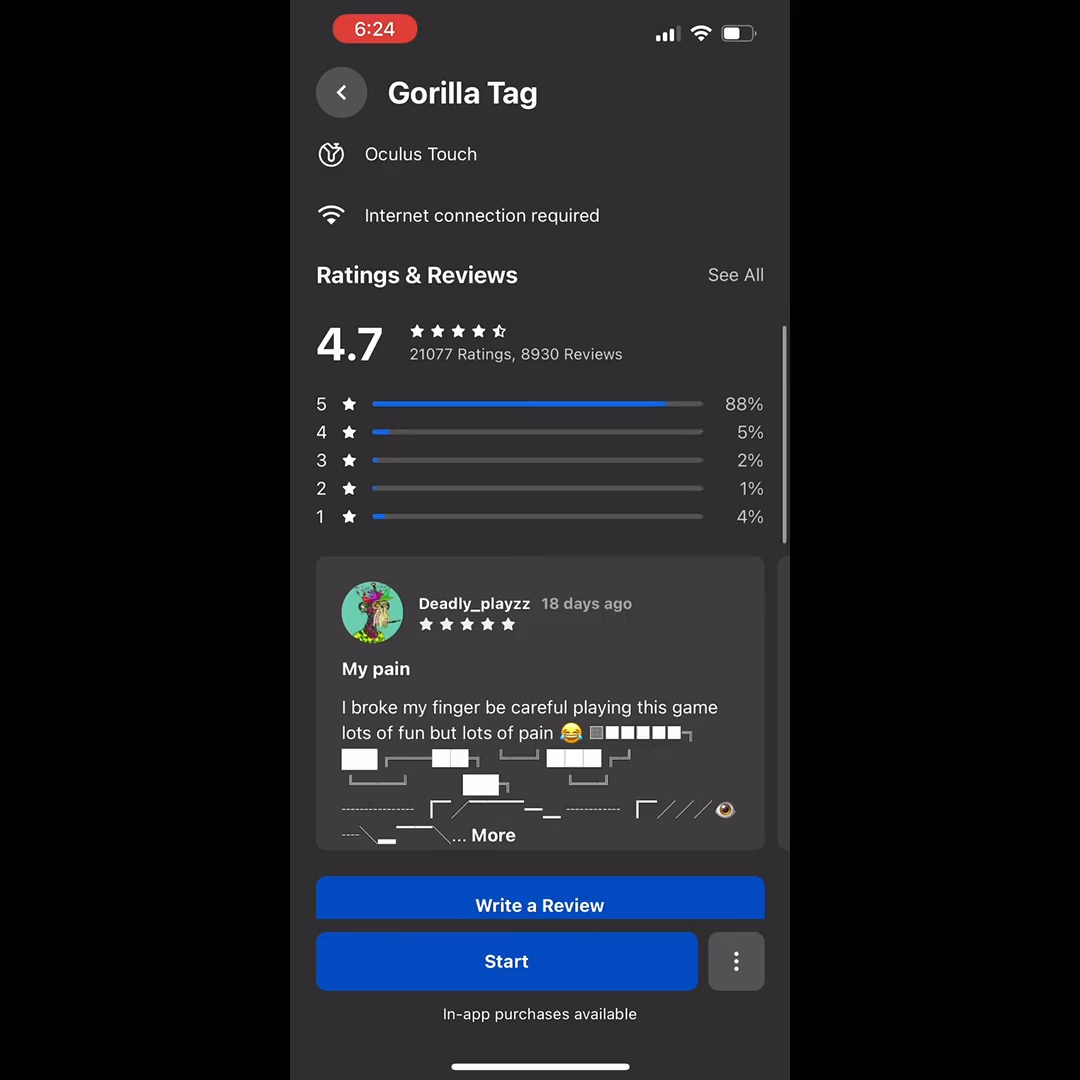 6:24
Gorilla Tag
Oculus Touch
Internet connection required
Ratings & Reviews
See All
4.7
21077 Ratings, 8930 Reviews
5 88%
4 5%
3 2%
2 1%
1 4%
Deadly_playzz 18 days ago
My pain
I broke my finger be careful playing this game
lots of fun but lots of pain 😂
... More
Write a Review
Start
In-app purchases available